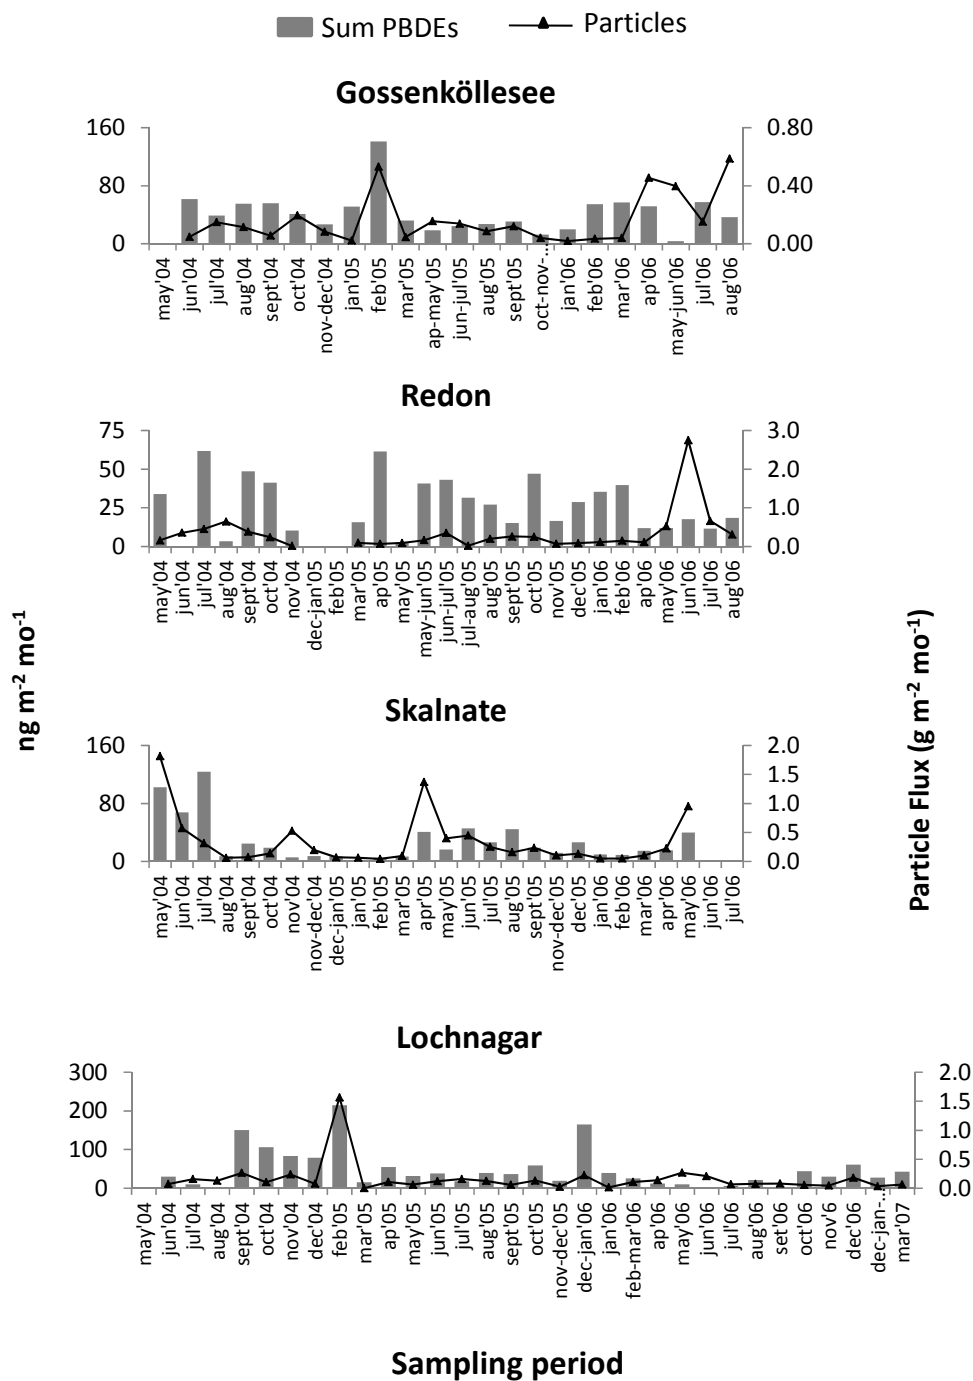 Sum PBDEs
Particles
Gossenköllesee
160
80
0
0.80
0.40
0.00
may'04
jun'04
jul'04
aug'04
sept'04
oct'04
nov-dec'04
jan'05
feb'05
mar'05
ap-may'05
jun-jul'05
aug'05
sept'05
oct-nov-...
jan'06
feb'06
mar'06
ap'06
may-jun'06
jul'06
aug'06
Redon
75
50
25
0
3.0
2.0
1.0
0.0
may'04
jun'04
jul'04
aug'04
sept'04
oct'04
nov'04
dec-jan'05
feb'05
mar'05
ap'05
may'05
may-jun'05
jun-jul'05
jul-aug'05
aug'05
sept'05
oct'05
nov'05
dec'05
jan'06
feb'06
ap'06
may'06
jun'06
jul'06
aug'06
ng m-2 mo-1
Particle Flux (g m-2 mo-1)
Skalnate
160
80
0
2.0
1.5
1.0
0.5
0.0
may'04
jun'04
jul'04
aug'04
sept'04
oct'04
nov'04
nov-dec'04
dec-jan'05
jan'05
feb'05
mar'05
apr'05
may'05
jun'05
jul'05
aug'05
sept'05
nov-dec'05
dec'05
jan'06
feb'06
mar'06
apr'06
may'06
jun'06
jul'06
Lochnagar
300
200
100
0
2.0
1.5
1.0
0.5
0.0
may'04
jun'04
jul'04
aug'04
sept'04
oct'04
nov'04
dec'04
feb'05
mar'05
ap'05
may'05
jun'05
jul'05
aug'05
sept'05
oct'05
nov-dec'05
dec-jan'06
jan'06
feb-mar'06
ap'06
may'06
jun'06
jul'06
aug'06
set'06
oct'06
nov'6
dec'06
dec-jan-...
mar'07
Sampling period